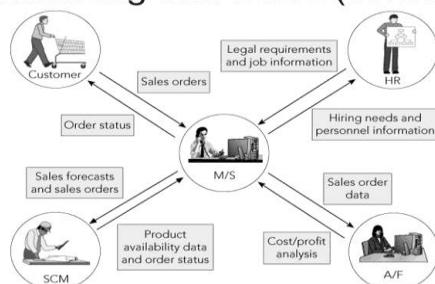 Customer
Sales orders
Order status
Legal requirements
and job information
HR
Hiring needs and
personnel information
M/S
Sales forecasts
and sales orders
SCM
Product
availability data
and order status
Sales order
data
Cost/profit
analysis
A/F